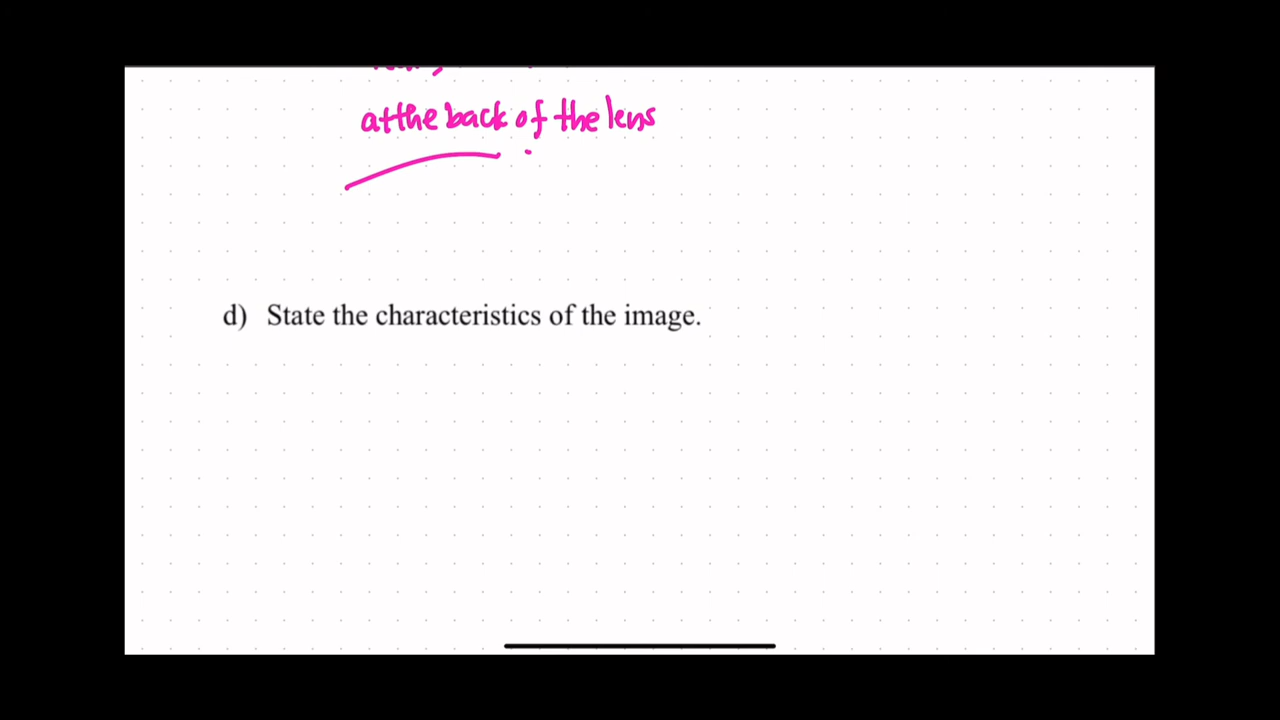 at the back of the lens
d) State the characteristics of the image.